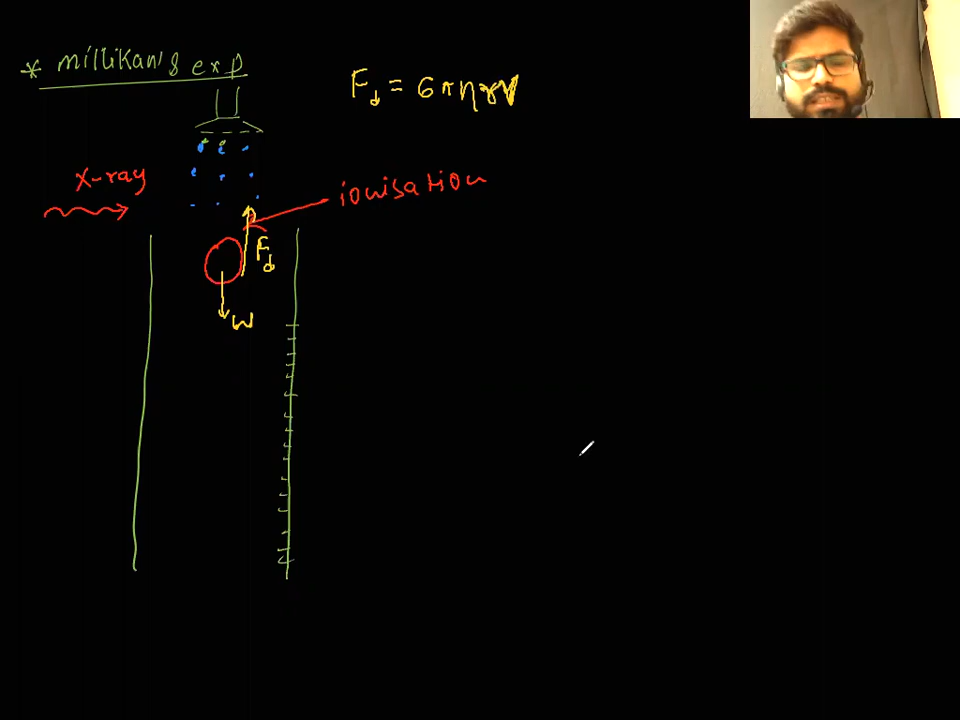 * millikan's exp
F_d = 6πηrv
X-ray
ionisation
F_d
W